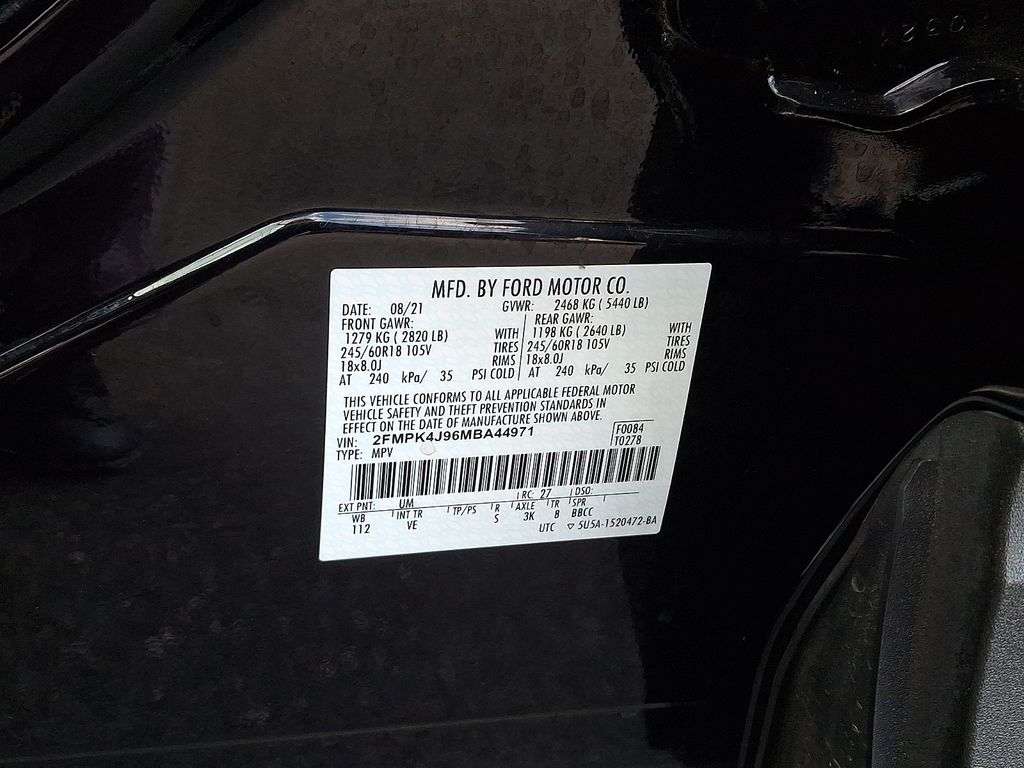 MFD. BY FORD MOTOR CO.
DATE: 08/21 GVWR: 2468 KG ( 5440 LB)
FRONT GAWR: REAR GAWR:
1279 KG ( 2820 LB) WITH 1198 KG ( 2640 LB) WITH
245/60R18 105V TIRES 245/60R18 105V TIRES
18x8.0J RIMS 18x8.0J RIMS
AT 240 kPa/ 35 PSI COLD AT 240 kPa/ 35 PSI COLD
THIS VEHICLE CONFORMS TO ALL APPLICABLE FEDERAL MOTOR
VEHICLE SAFETY AND THEFT PREVENTION STANDARDS IN
EFFECT ON THE DATE OF MANUFACTURE SHOWN ABOVE.
VIN: 2FMPK4J96MBA44971 F0084
TYPE: MPV T0278
EXT PNT: UM RC: 27 DSO:
WB INT TR TP/PS R AXLE TR SPR
112 VE S 3K 8 BBCC
UTC ▽ 5U5A-1520472-BA